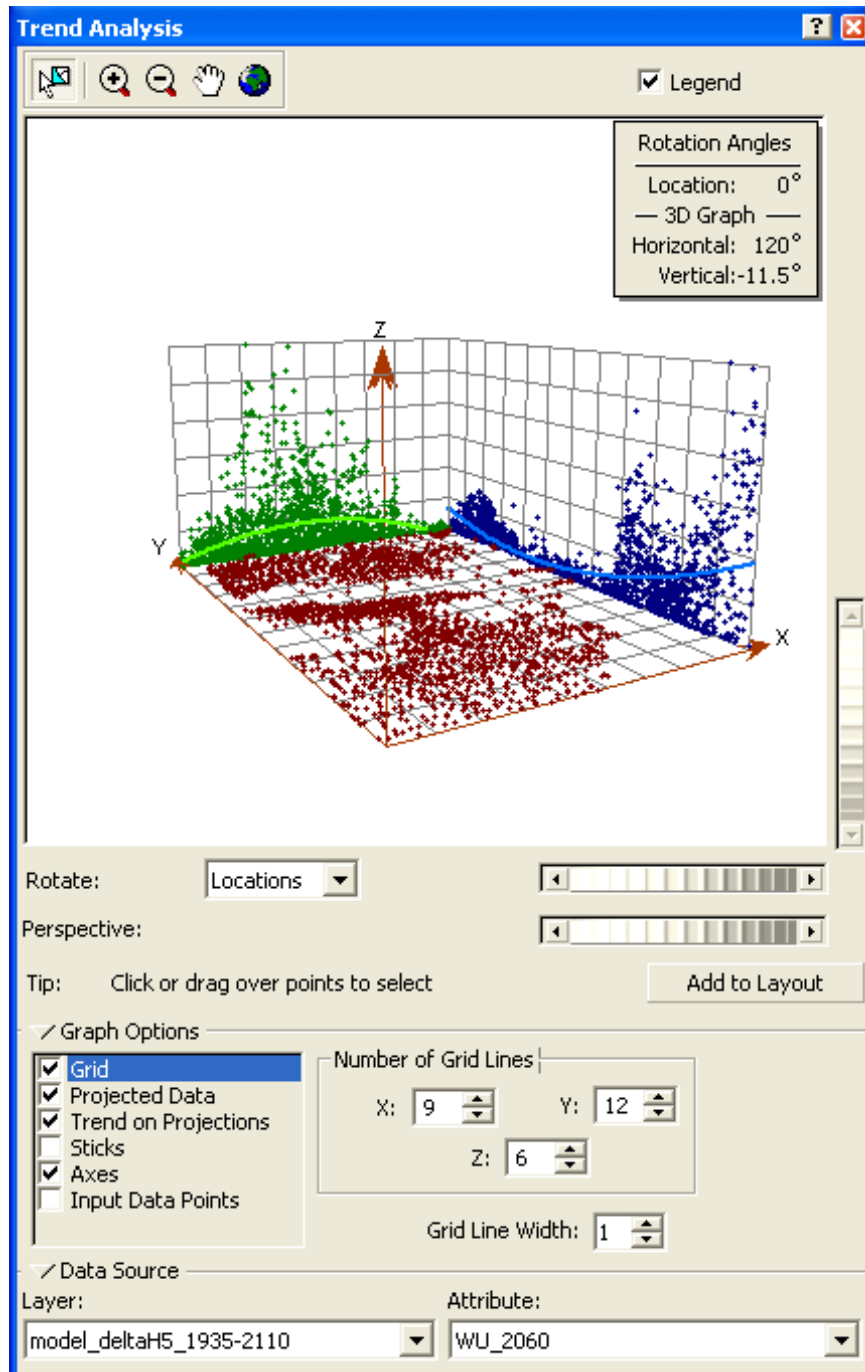 Trend Analysis
Legend
Rotation Angles
Location: 0°
3D Graph
Horizontal: 120°
Vertical:-11.5°
Z
Y
X
Rotate: Locations
Perspective:
Tip: Click or drag over points to select Add to Layout
Graph Options
Grid
Projected Data
Trend on Projections
Sticks
Axes
Input Data Points
Number of Grid Lines
X: 9 Y: 12
Z: 6
Grid Line Width: 1
Data Source
Layer: Attribute:
model_deltaH5_1935-2110 WU_2060